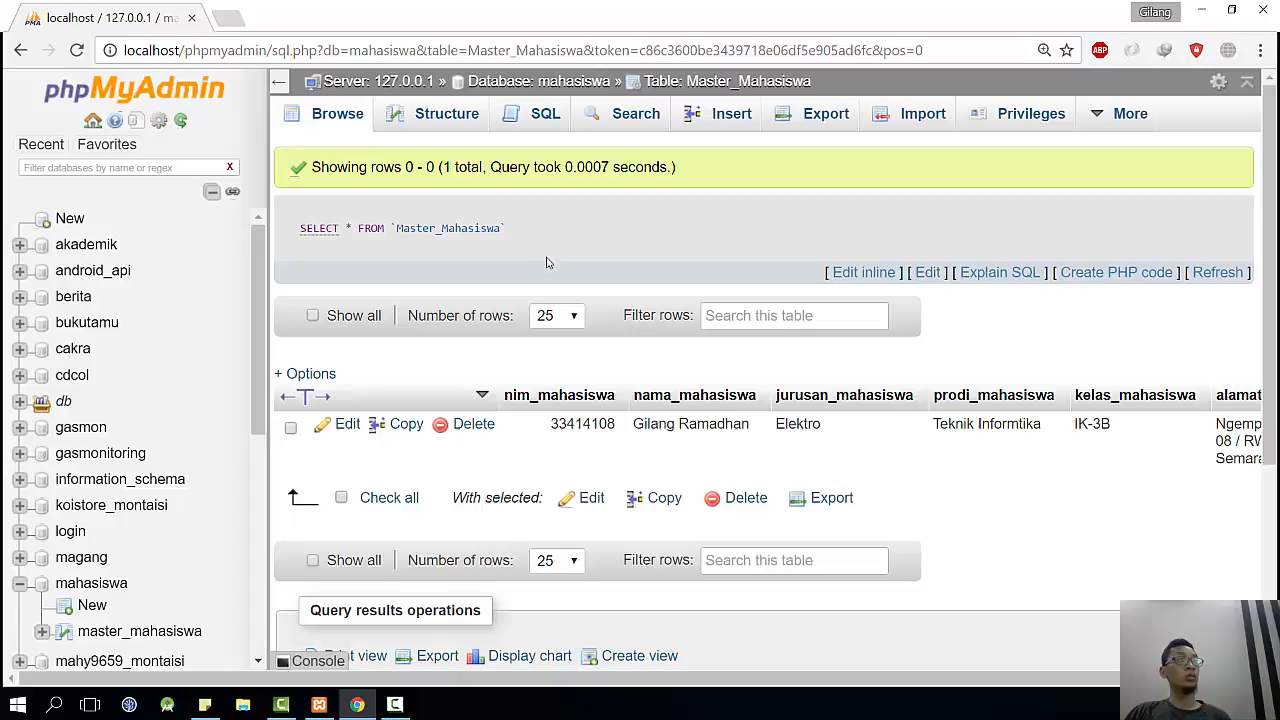 localhost / 127.0.0.1 / ma
Gilang
localhost/phpmyadmin/sql.php?db=mahasiswa&table=Master_Mahasiswa&token=c86c3600be3439718e06df5e905ad6fc&pos=0
phpMyAdmin
Recent Favorites
Filter databases by name or regex X
New
akademik
android_api
berita
bukutamu
cakra
cdcol
db
gasmon
gasmonitoring
information_schema
koistore_montaisi
login
magang
mahasiswa
New
master_mahasiswa
mahy9659_montaisi
Server: 127.0.0.1 » Database: mahasiswa » Table: Master_Mahasiswa
Browse Structure SQL Search Insert Export Import Privileges More
Showing rows 0 - 0 (1 total, Query took 0.0007 seconds.)
SELECT * FROM `Master_Mahasiswa`
[ Edit inline ] [ Edit ] [ Explain SQL ] [ Create PHP code ] [ Refresh ]
Show all Number of rows: 25 Filter rows: Search this table
+ Options
←T→ nim_mahasiswa nama_mahasiswa jurusan_mahasiswa prodi_mahasiswa kelas_mahasiswa alamat
Edit Copy Delete 33414108 Gilang Ramadhan Elektro Teknik Informtika IK-3B Ngemp
08 / RW
Semara
Check all With selected: Edit Copy Delete Export
Show all Number of rows: 25 Filter rows: Search this table
Query results operations
Print view Export Display chart Create view
Console